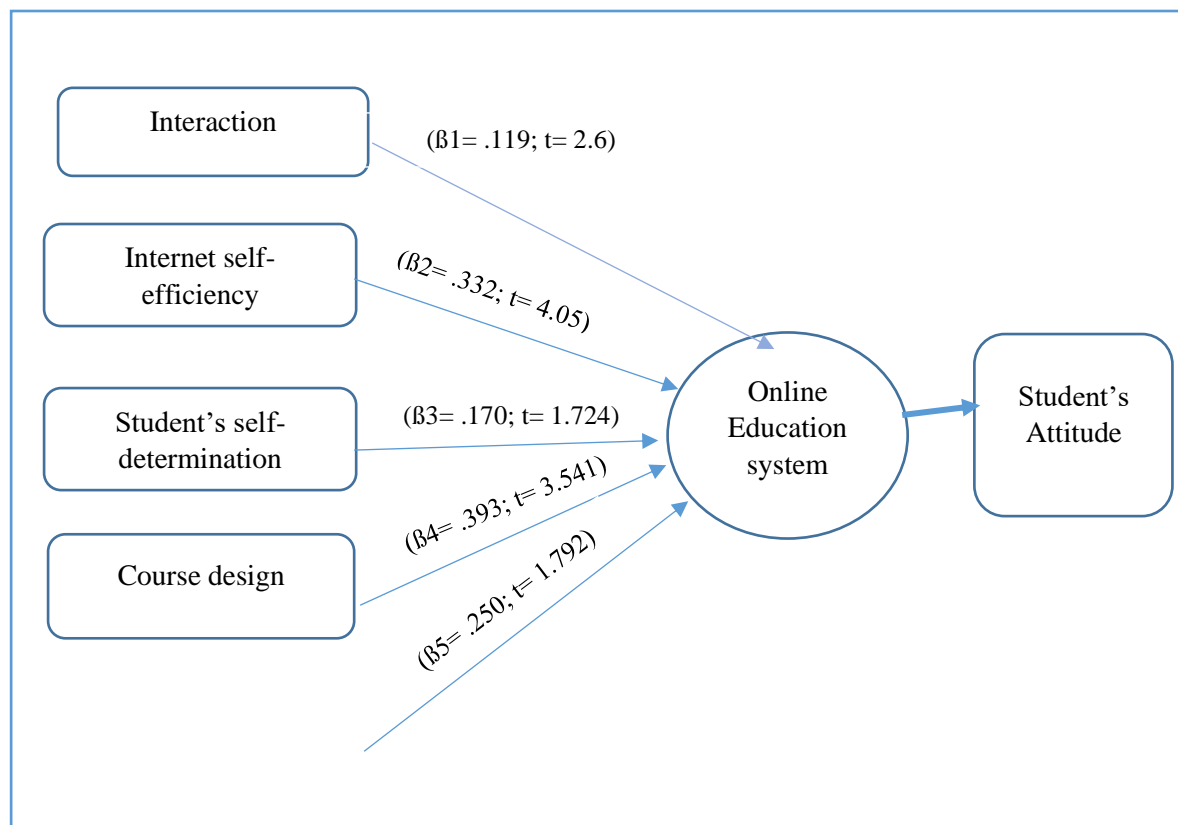 Interaction
(ß1= .119; t= 2.6)
Internet self-
efficiency
(ß2= .332; t= 4.05)
Student’s self-
determination
(ß3= .170; t= 1.724)
Course design
(ß4= .393; t= 3.541)
(ß5= .250; t= 1.792)
Online
Education
system
Student’s
Attitude